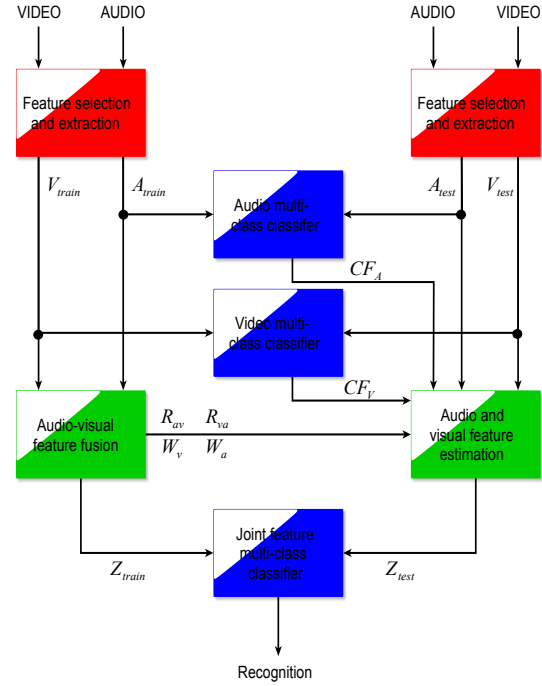 VIDEO AUDIO AUDIO VIDEO
Feature selection
and extraction
Feature selection
and extraction
V_train A_train A_test V_test
Audio multi-
class classifer
CF_A
Video multi-
class classifier
CF_V
Audio-visual
feature fusion
R_av R_va
W_v W_a
Audio and
visual feature
estimation
Joint feature
multi-class
classifier
Z_train Z_test
Recognition